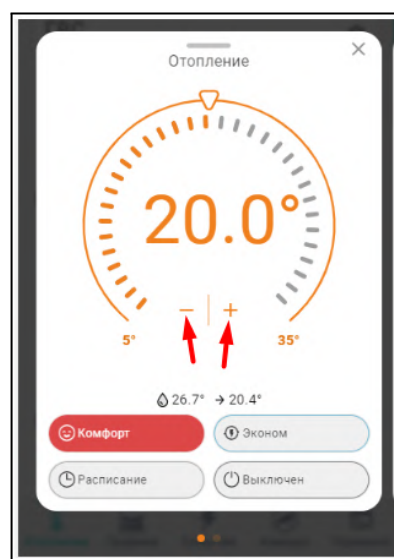 Отопление
20.0°
− | +
5° 35°
26.7° → 20.4°
Комфорт Эконом
Расписание Выключен